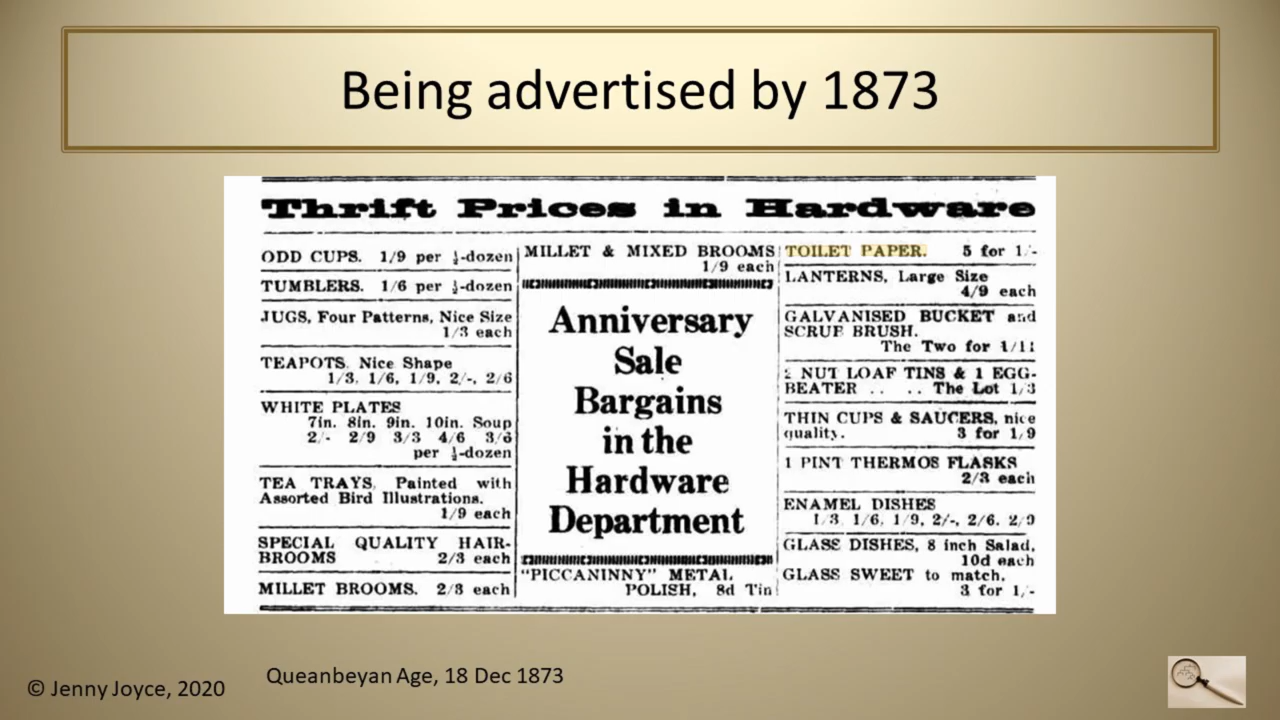 Being advertised by 1873
Thrift Prices in Hardware
ODD CUPS. 1/9 per ½-dozen
TUMBLERS. 1/6 per ½-dozen
JUGS, Four Patterns, Nice Size
1/3 each
TEAPOTS. Nice Shape
1/3, 1/6, 1/9, 2/-, 2/6
WHITE PLATES
7in. 8in. 9in. 10in. Soup
2/- 2/9 3/3 4/6 3/6
per ½-dozen
TEA TRAYS, Painted with
Assorted Bird Illustrations.
1/9 each
SPECIAL QUALITY HAIR-
BROOMS 2/3 each
MILLET BROOMS. 2/3 each
MILLET & MIXED BROOMS
1/9 each
Anniversary
Sale
Bargains
in the
Hardware
Department
"PICCANINNY" METAL
POLISH, 8d Tin
TOILET PAPER. 5 for 1/-
LANTERNS, Large Size
4/9 each
GALVANISED BUCKET and
SCRUB BRUSH.
The Two for 1/11
2 NUT LOAF TINS & 1 EGG-
BEATER .. .. The Lot 1/3
THIN CUPS & SAUCERS, nice
quality. 3 for 1/9
1 PINT THERMOS FLASKS
2/3 each
ENAMEL DISHES
1/3, 1/6, 1/9, 2/-, 2/6, 2/9
GLASS DISHES, 8 inch Salad,
10d each
GLASS SWEET to match.
3 for 1/-
Queanbeyan Age, 18 Dec 1873
© Jenny Joyce, 2020